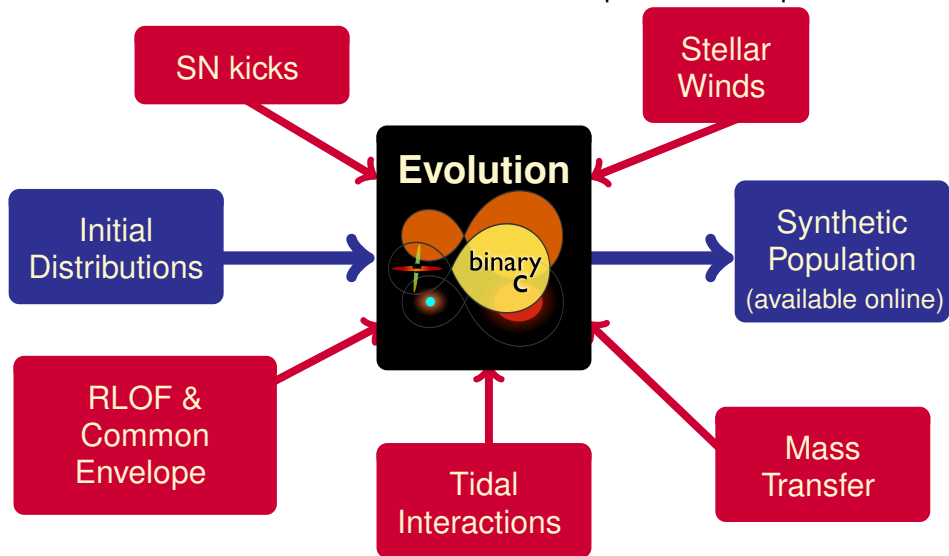 SN kicks
Stellar
Winds
Evolution
Initial
Distributions
binary
c
Synthetic
Population
(available online)
RLOF &
Common
Envelope
Tidal
Interactions
Mass
Transfer